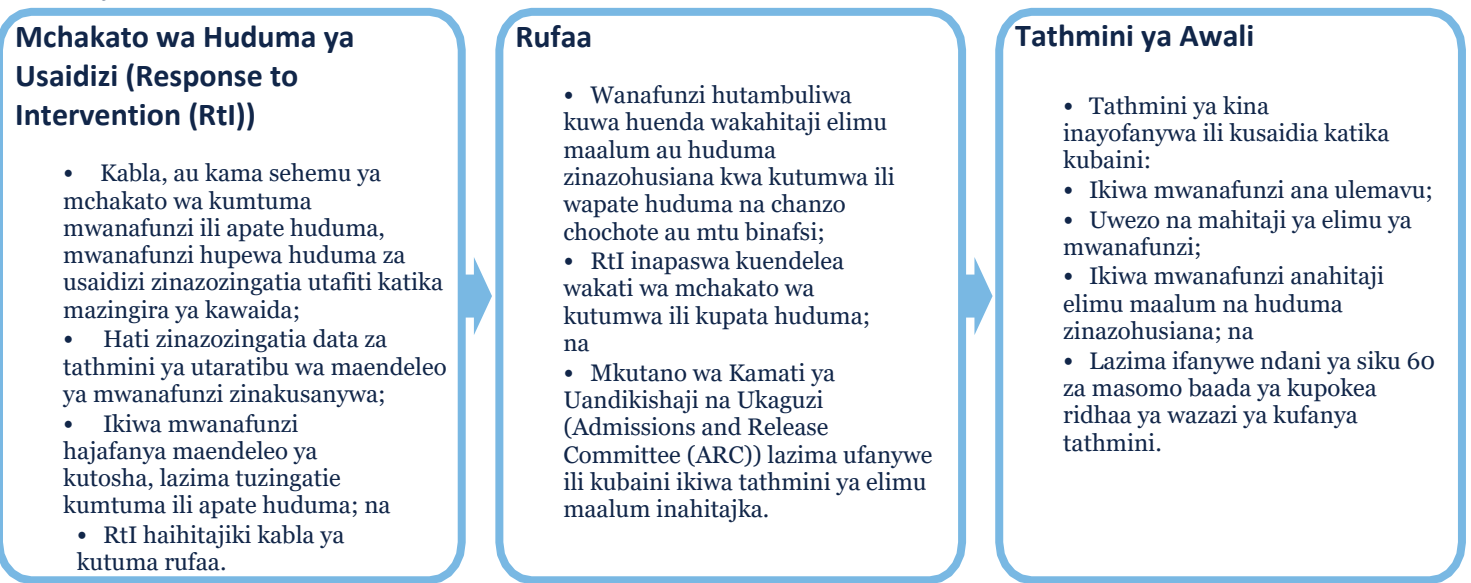 Mchakato wa Huduma ya
Usaidizi (Response to
Intervention (RtI))
• Kabla, au kama sehemu ya
mchakato wa kumtuma
mwanafunzi ili apate huduma,
mwanafunzi hupewa huduma za
usaidizi zinazozingatia utafiti katika
mazingira ya kawaida;
• Hati zinazozingatia data za
tathmini ya utaratibu wa maendeleo
ya mwanafunzi zinakusanywa;
• Ikiwa mwanafunzi
hajafanya maendeleo ya
kutosha, lazima tuzingatie
kumtuma ili apate huduma; na
• RtI haihitajiki kabla ya
kutuma rufaa.
Rufaa
• Wanafunzi hutambuliwa
kuwa huenda wakahitaji elimu
maalum au huduma
zinazohusiana kwa kutumwa ili
wapate huduma na chanzo
chochote au mtu binafsi;
• RtI inapaswa kuendelea
wakati wa mchakato wa
kutumwa ili kupata huduma;
na
• Mkutano wa Kamati ya
Uandikishaji na Ukaguzi
(Admissions and Release
Committee (ARC)) lazima ufanywe
ili kubaini ikiwa tathmini ya elimu
maalum inahitajka.
Tathmini ya Awali
• Tathmini ya kina
inayofanywa ili kusaidia katika
kubaini:
• Ikiwa mwanafunzi ana ulemavu;
• Uwezo na mahitaji ya elimu ya
mwanafunzi;
• Ikiwa mwanafunzi anahitaji
elimu maalum na huduma
zinazohusiana; na
• Lazima ifanywe ndani ya siku 60
za masomo baada ya kupokea
ridhaa ya wazazi ya kufanya
tathmini.